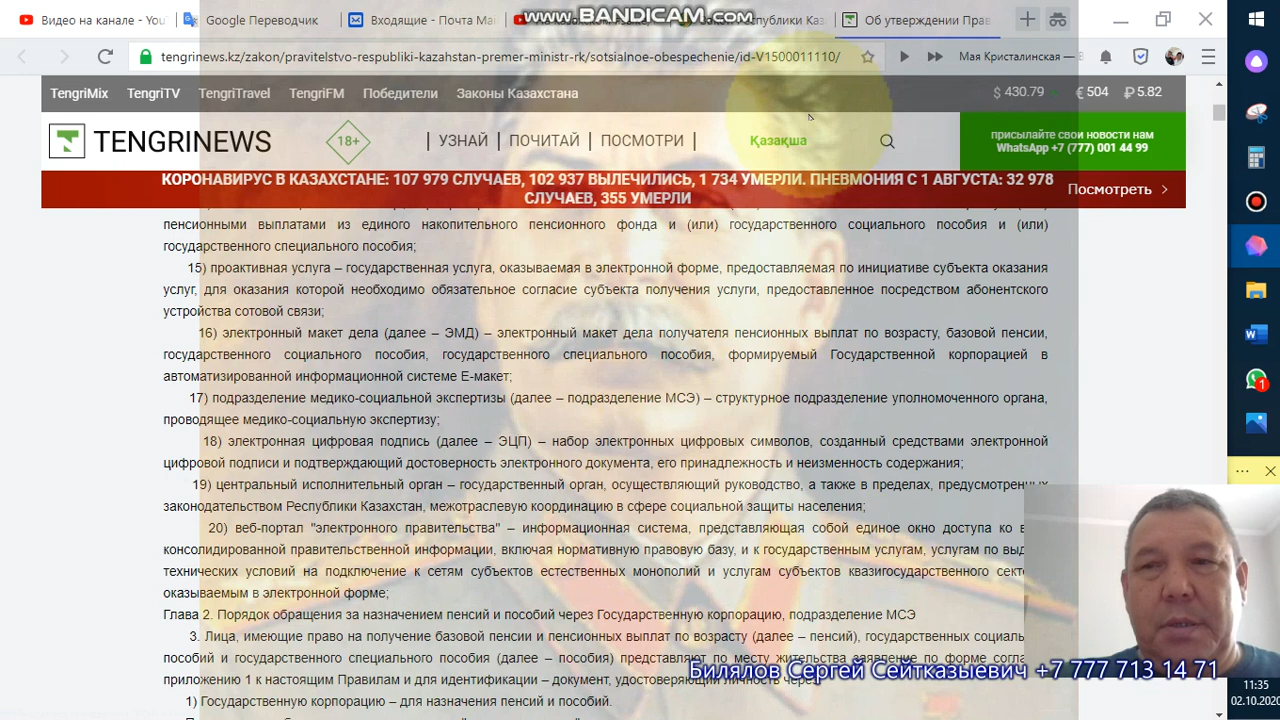 Видео на канале - You
Google Переводчик
Входящие - Почта Mai
Республики Каз
Об утверждении Прав
www.BANDICAM.com
tengrinews.kz/zakon/pravitelstvo-respubliki-kazahstan-premer-ministr-rk/sotsialnoe-obespechenie/id-V1500011110/
Мая Кристалинская —
TengriMix TengriTV TengriTravel TengriFM Победители Законы Казахстана
$ 430.79 € 504 ₽ 5.82
TENGRINEWS
18+
УЗНАЙ
ПОЧИТАЙ
ПОСМОТРИ
Қазақша
присылайте свои новости нам
WhatsApp +7 (777) 001 44 99
КОРОНАВИРУС В КАЗАХСТАНЕ: 107 979 СЛУЧАЕВ, 102 937 ВЫЛЕЧИЛИСЬ, 1 734 УМЕРЛИ. ПНЕВМОНИЯ С 1 АВГУСТА: 32 978
СЛУЧАЕВ, 355 УМЕРЛИ
Посмотреть
пенсионными выплатами из единого накопительного пенсионного фонда и (или) государственного социального пособия и (или)
государственного специального пособия;
15) проактивная услуга – государственная услуга, оказываемая в электронной форме, предоставляемая по инициативе субъекта оказания
услуг, для оказания которой необходимо обязательное согласие субъекта получения услуги, предоставленное посредством абонентского
устройства сотовой связи;
16) электронный макет дела (далее – ЭМД) – электронный макет дела получателя пенсионных выплат по возрасту, базовой пенсии,
государственного социального пособия, государственного специального пособия, формируемый Государственной корпорацией в
автоматизированной информационной системе Е-макет;
17) подразделение медико-социальной экспертизы (далее – подразделение МСЭ) – структурное подразделение уполномоченного органа,
проводящее медико-социальную экспертизу;
18) электронная цифровая подпись (далее – ЭЦП) – набор электронных цифровых символов, созданный средствами электронной
цифровой подписи и подтверждающий достоверность электронного документа, его принадлежность и неизменность содержания;
19) центральный исполнительный орган – государственный орган, осуществляющий руководство, а также в пределах, предусмотренных
законодательством Республики Казахстан, межотраслевую координацию в сфере социальной защиты населения;
20) веб-портал "электронного правительства" – информационная система, представляющая собой единое окно доступа ко в
консолидированной правительственной информации, включая нормативную правовую базу, и к государственным услугам, услугам по выд
технических условий на подключение к сетям субъектов естественных монополий и услугам субъектов квазигосударственного секто
оказываемым в электронной форме;
Глава 2. Порядок обращения за назначением пенсий и пособий через Государственную корпорацию, подразделение МСЭ
3. Лица, имеющие право на получение базовой пенсии и пенсионных выплат по возрасту (далее – пенсий), государственных социаль
пособий и государственного специального пособия (далее – пособия) представляют по месту жительства заявление по форме согла
приложению 1 к настоящим Правилам и для идентификации – документ, удостоверяющий личность через
Билялов Сергей Сейтказыевич +7 777 713 14 71
1) Государственную корпорацию – для назначения пенсий и пособий.
1
11:35
02.10.2020